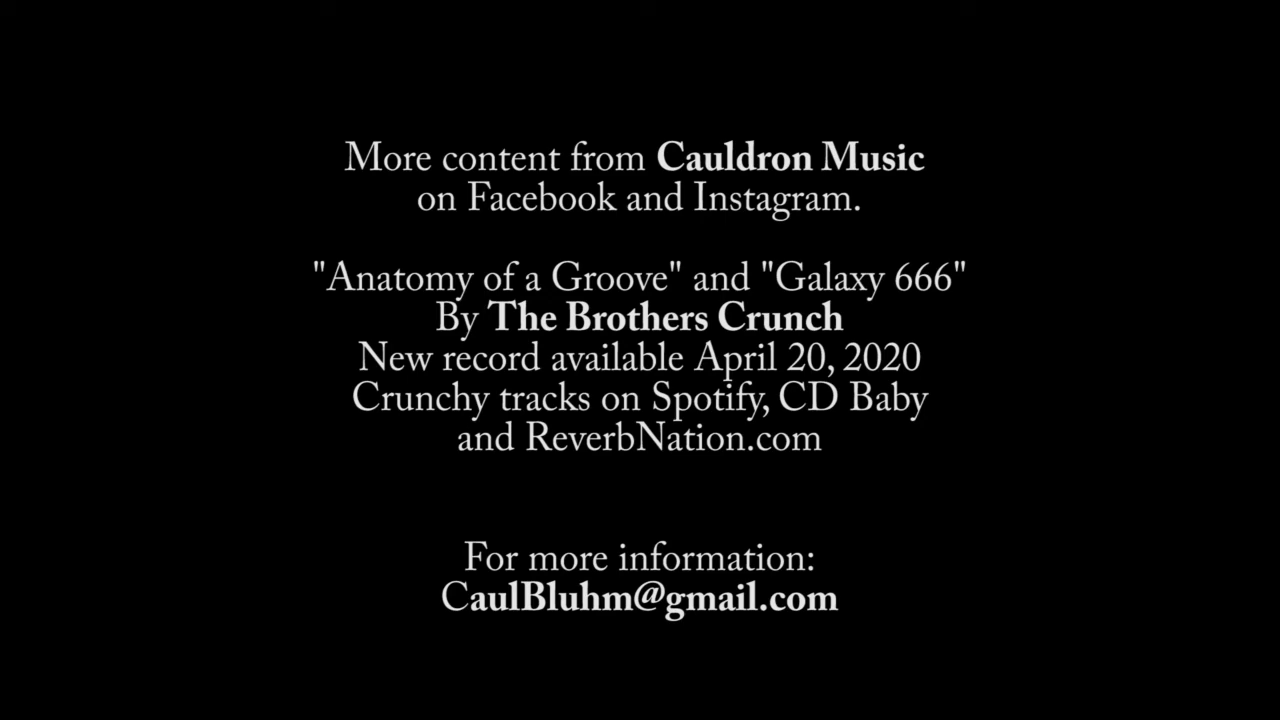 More content from Cauldron Music
on Facebook and Instagram.
"Anatomy of a Groove" and "Galaxy 666"
By The Brothers Crunch
New record available April 20, 2020
Crunchy tracks on Spotify, CD Baby
and ReverbNation.com
For more information:
CaulBluhm@gmail.com